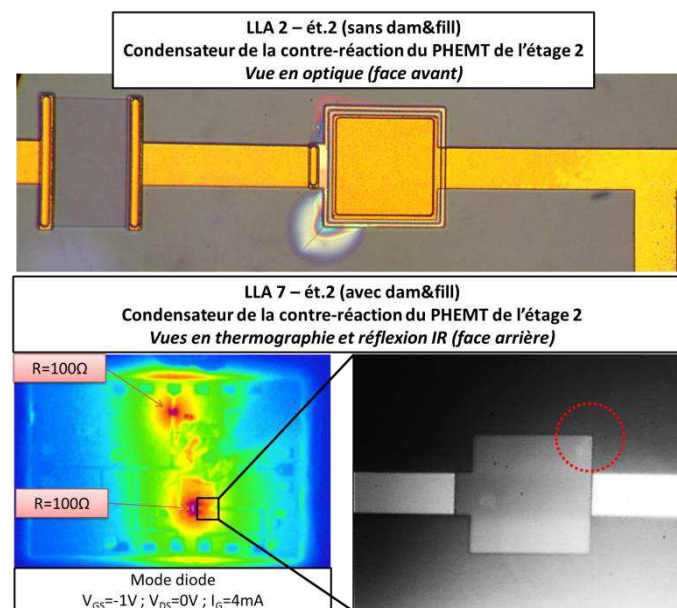 LLA 2 – ét.2 (sans dam&fill)
Condensateur de la contre-réaction du PHEMT de l'étage 2
Vue en optique (face avant)
LLA 7 – ét.2 (avec dam&fill)
Condensateur de la contre-réaction du PHEMT de l'étage 2
Vues en thermographie et réflexion IR (face arrière)
R=100Ω
R=100Ω
Mode diode
VGS=-1V ; VDS=0V ; IG=4mA